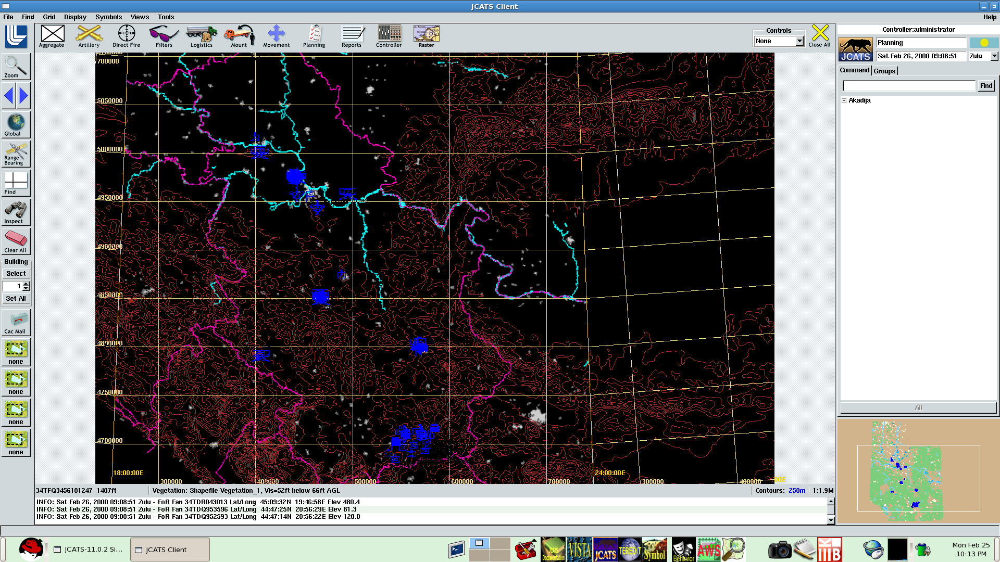 JCATS Client
File Find Grid Display Symbols Views Tools Help
Aggregate Artillery Direct Fire Filters Logistics Mount Movement Planning Reports Controller Raster
Controls
None
Close All
Controller:administrator
JCATS
Planning
Sat Feb 26, 2000 09:08:51 Zulu
Command Groups
Find
Akadija
All
Zoom
Global
Range
Bearing
Find
Inspect
Clear All
Building
Select
1
Set All
Cac Mail
none
none
none
none
700000
5050000
5000000
4950000
4900000
4850000
4800000
4750000
4700000
18:00:00E
24:00:00E
300000 400000 500000 600000 700000 300000 400000
34TFQ3456181247 1487ft
Vegetation: Shapefile Vegetation_1, Vis=52ft below 66ft AGL
Contours: 250m
1:1.9M
INFO: Sat Feb 26, 2000 09:08:51 Zulu - FoR Fan 34TDR043013 Lat/Long 45:09:32N 19:46:58E Elev 480.4
INFO: Sat Feb 26, 2000 09:08:51 Zulu - FoR Fan 34TDQ953596 Lat/Long 44:47:25N 20:56:29E Elev 81.3
INFO: Sat Feb 26, 2000 09:08:51 Zulu - FoR Fan 34TDQ952593 Lat/Long 44:47:14N 20:56:22E Elev 128.0
JCATS-11.0.2 Si...
JCATS Client
JCATS
Documentation
VISTA
JCATS
TEREDIT
Symbol
Behavior
AWS
Mon Feb 25
10:13 PM